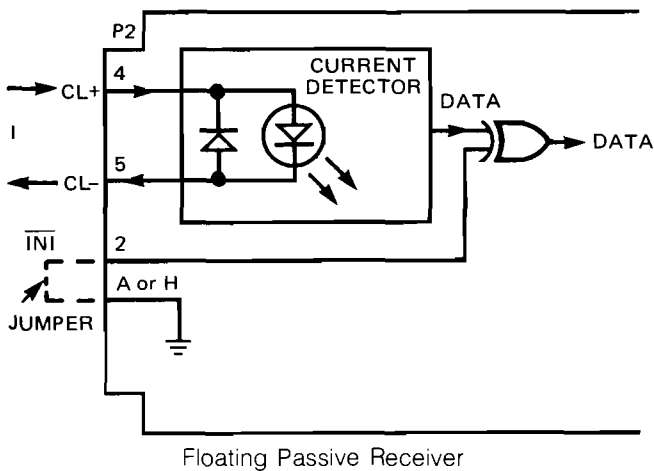 P2
CURRENT
DETECTOR
4
CL+
DATA
DATA
I
5
CL-
2
INI
A or H
JUMPER
Floating Passive Receiver